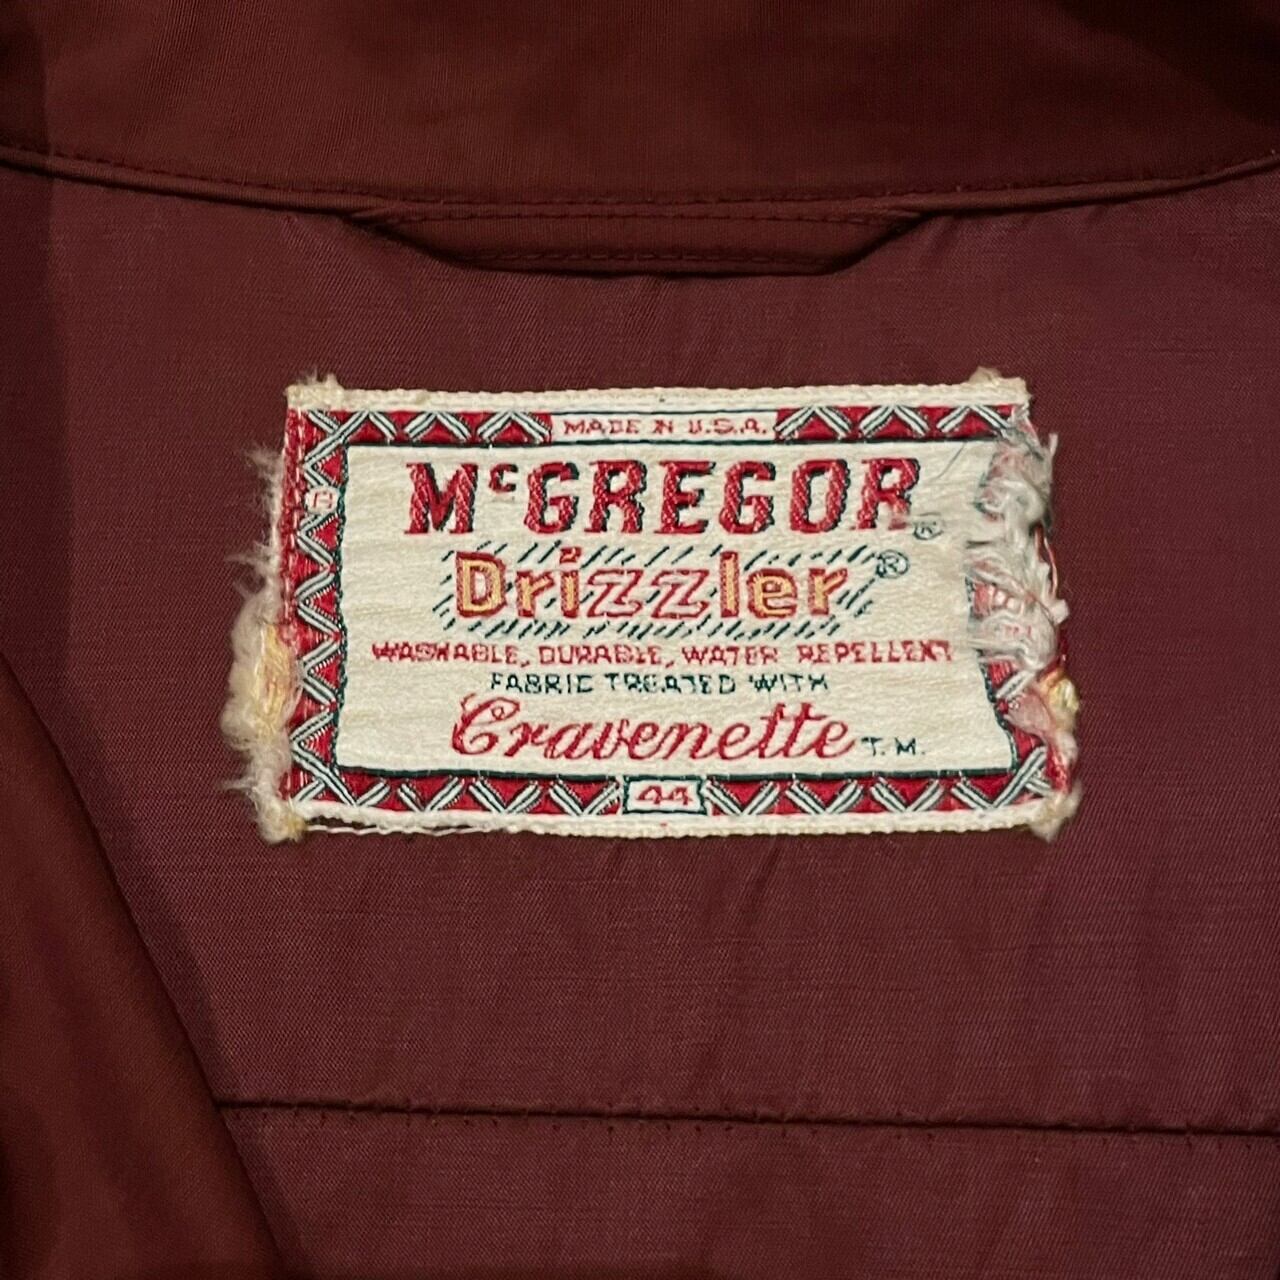 MADE IN U.S.A.
McGREGOR ®
Drizzler ®
WASHABLE, DURABLE, WATER REPELLENT
FABRIC TREATED WITH
Cravenette T.M.
44